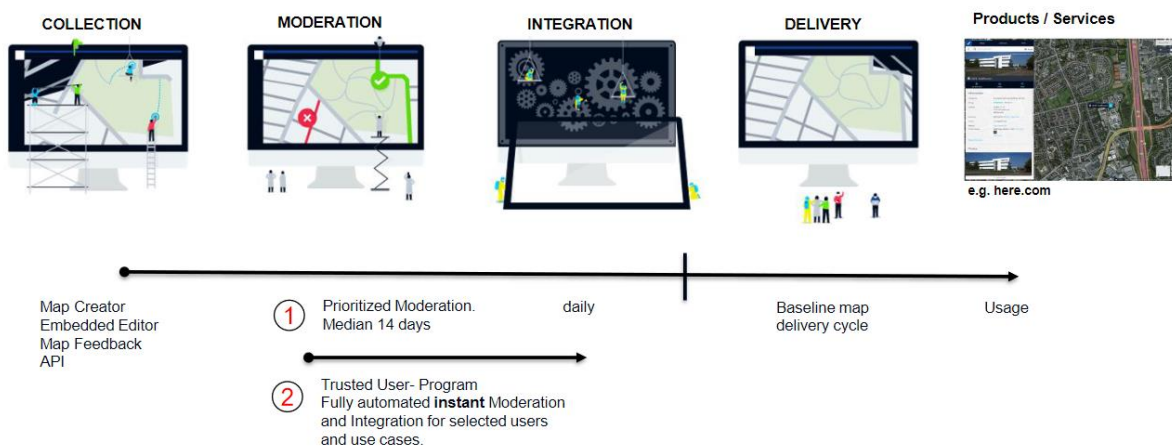 COLLECTION
MODERATION
INTEGRATION
DELIVERY
Products / Services
e.g. here.com
Map Creator
Embedded Editor
Map Feedback
API
1
Prioritized Moderation.
Median 14 days
daily
Baseline map
delivery cycle
Usage
2
Trusted User- Program
Fully automated instant Moderation
and Integration for selected users
and use cases.